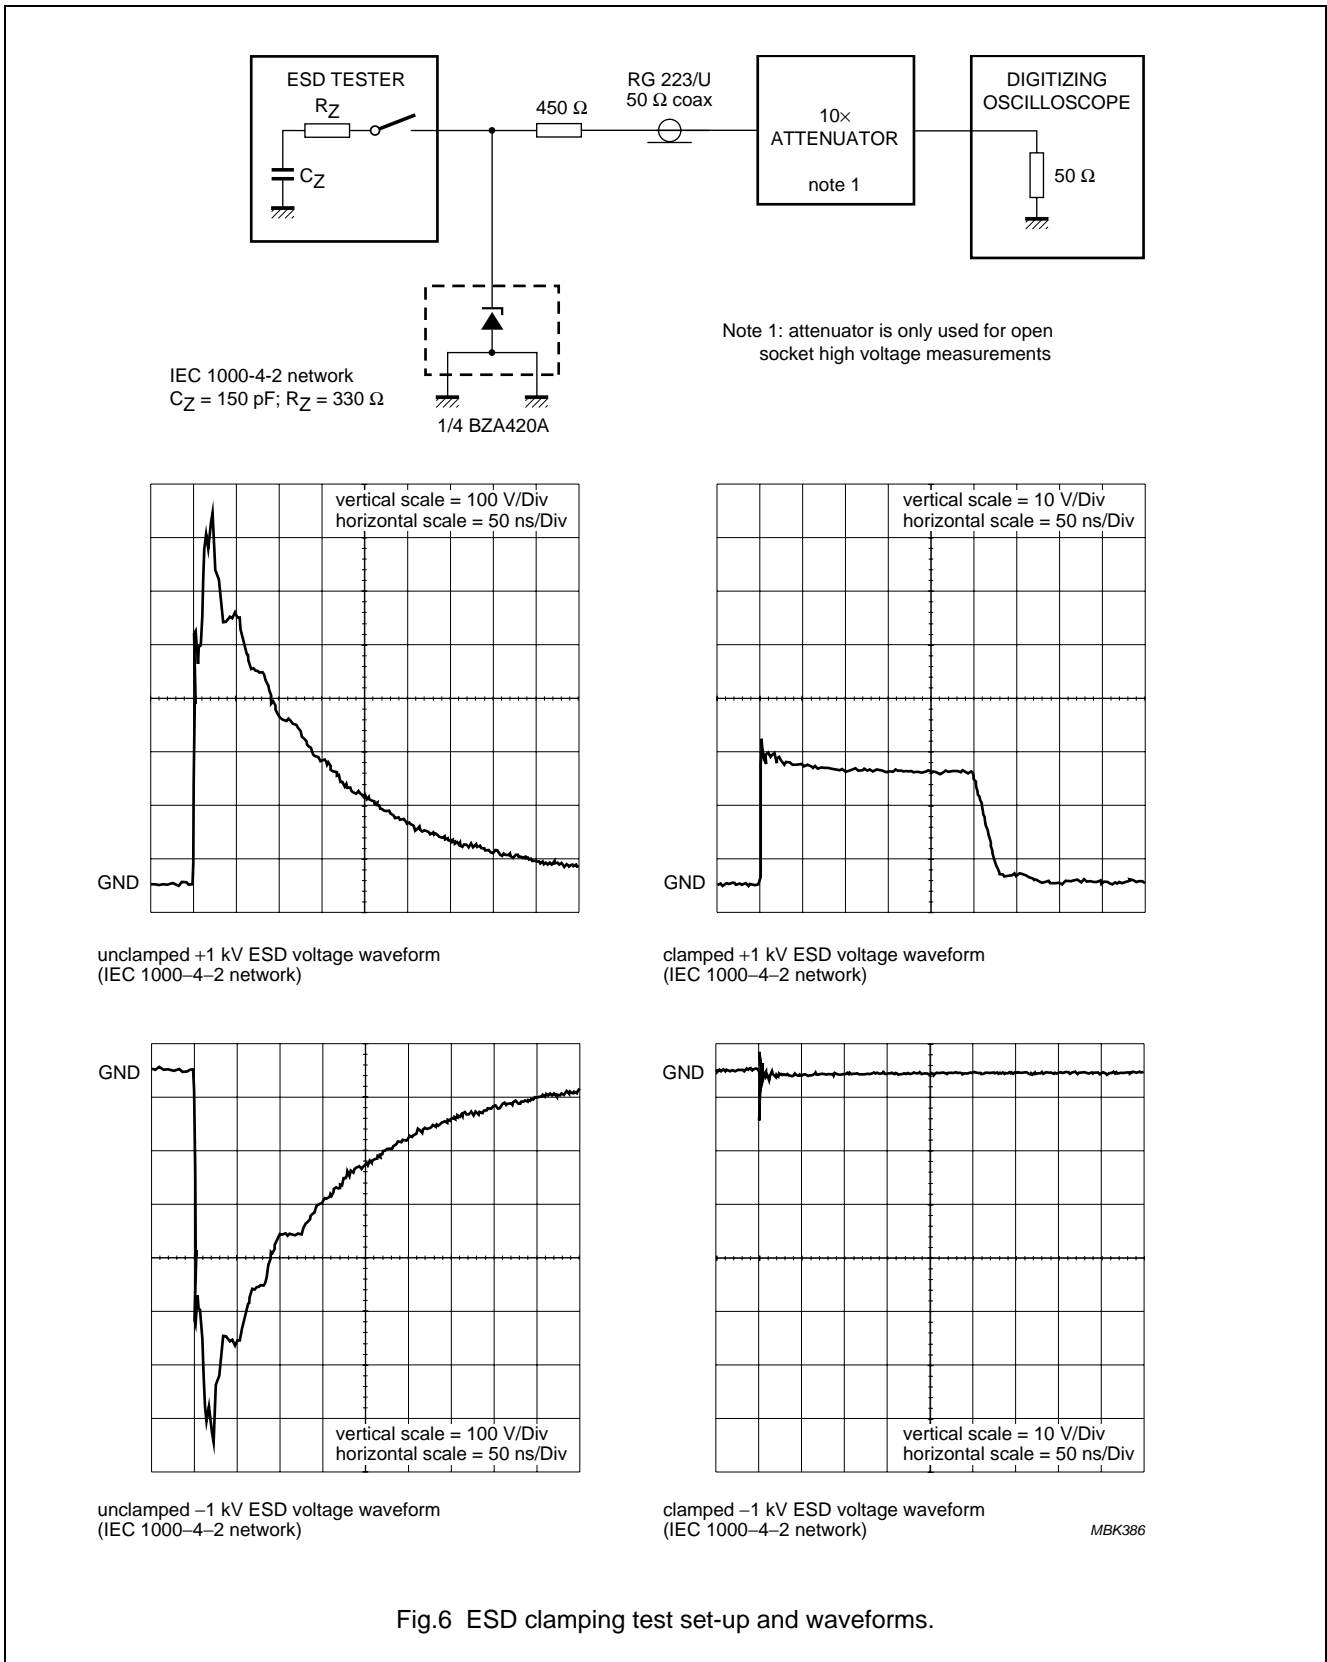 ESD TESTER
RZ
CZ
450 Ω
RG 223/U
50 Ω coax
10×
ATTENUATOR
note 1
DIGITIZING
OSCILLOSCOPE
50 Ω
Note 1: attenuator is only used for open
socket high voltage measurements
IEC 1000-4-2 network
CZ = 150 pF; RZ = 330 Ω
1/4 BZA420A
vertical scale = 100 V/Div
horizontal scale = 50 ns/Div
GND
unclamped +1 kV ESD voltage waveform
(IEC 1000−4−2 network)
vertical scale = 10 V/Div
horizontal scale = 50 ns/Div
GND
clamped +1 kV ESD voltage waveform
(IEC 1000−4−2 network)
GND
vertical scale = 100 V/Div
horizontal scale = 50 ns/Div
unclamped −1 kV ESD voltage waveform
(IEC 1000−4−2 network)
GND
vertical scale = 10 V/Div
horizontal scale = 50 ns/Div
clamped −1 kV ESD voltage waveform
(IEC 1000−4−2 network)
MBK386
Fig.6 ESD clamping test set-up and waveforms.